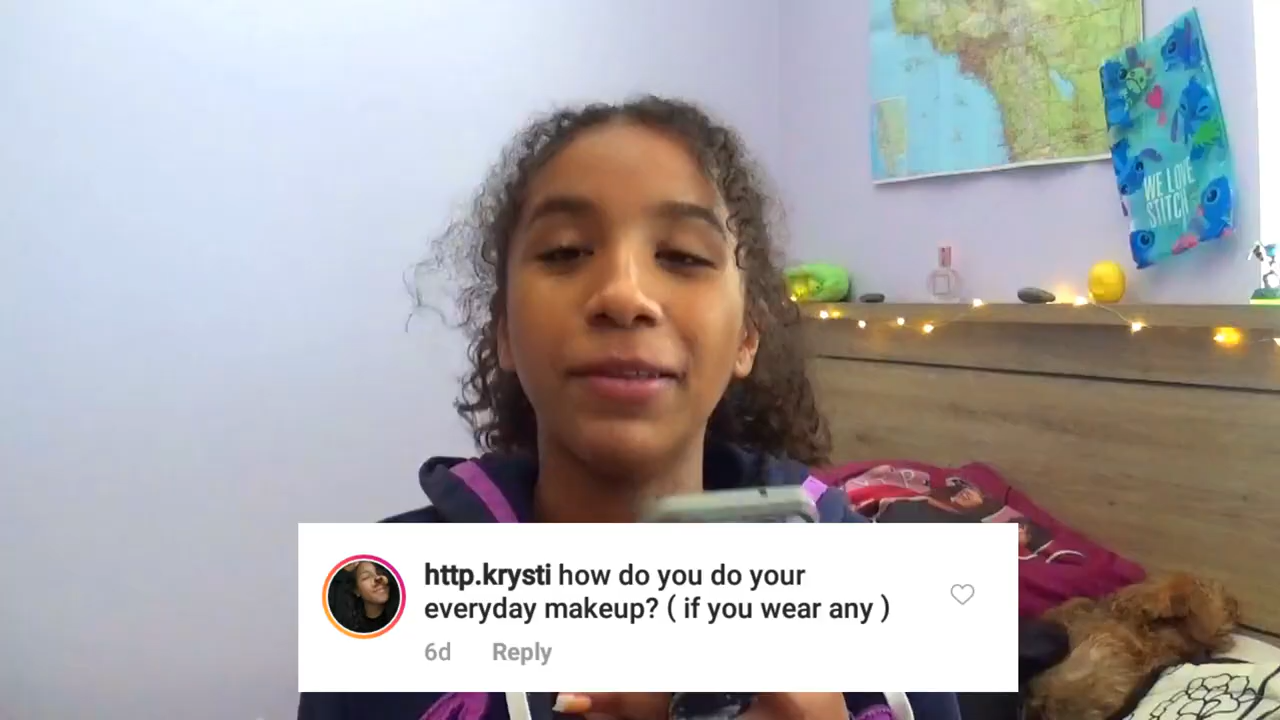 WE LOVE
STITCH
http.krysti how do you do your
everyday makeup? ( if you wear any )
6d Reply